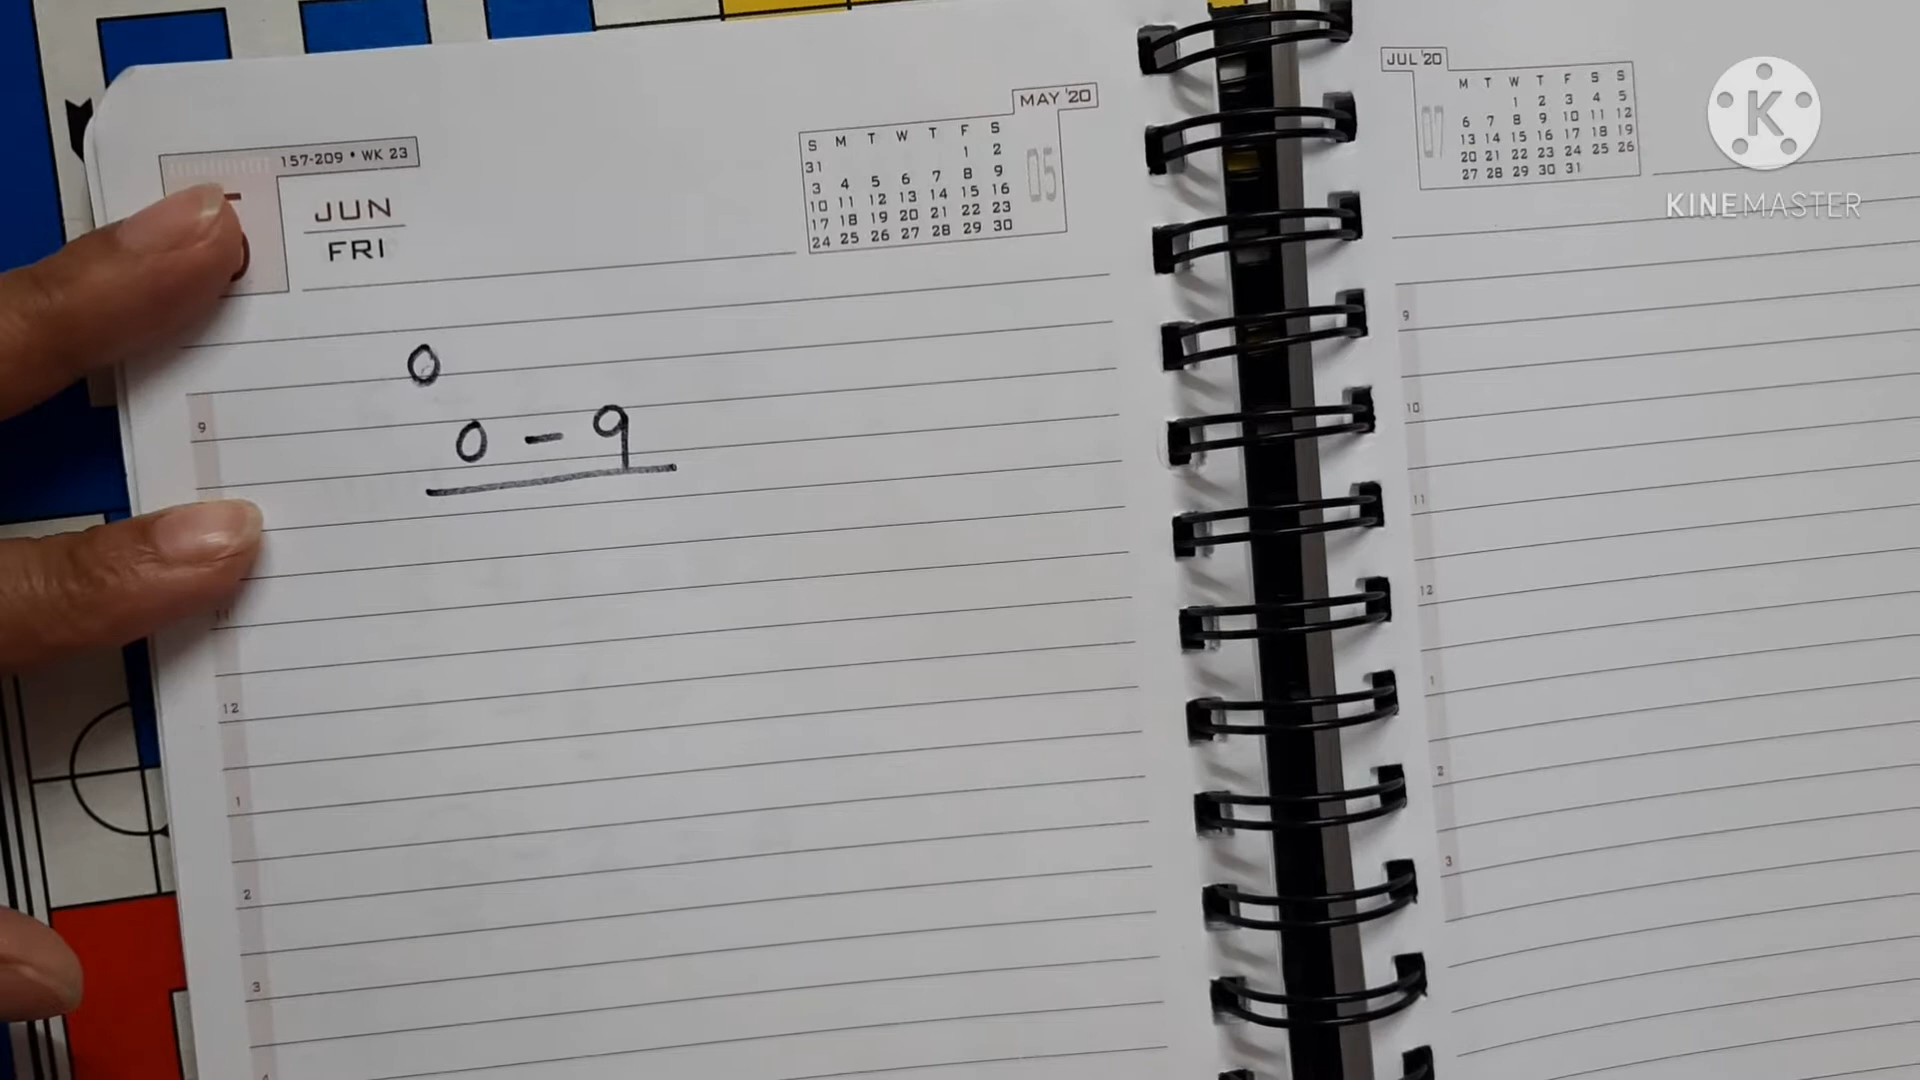 157-209 • WK 23
JUN
FRI
MAY '20
S M T W T F S
31 1 2
3 4 5 6 7 8 9
10 11 12 13 14 15 16
17 18 19 20 21 22 23
24 25 26 27 28 29 30
05
0
0 - 9
9
11
12
1
2
3
JUL '20
07
M T W T F S S
1 2 3 4 5
6 7 8 9 10 11 12
13 14 15 16 17 18 19
20 21 22 23 24 25 26
27 28 29 30 31
9
10
11
12
1
2
3
KINEMASTER